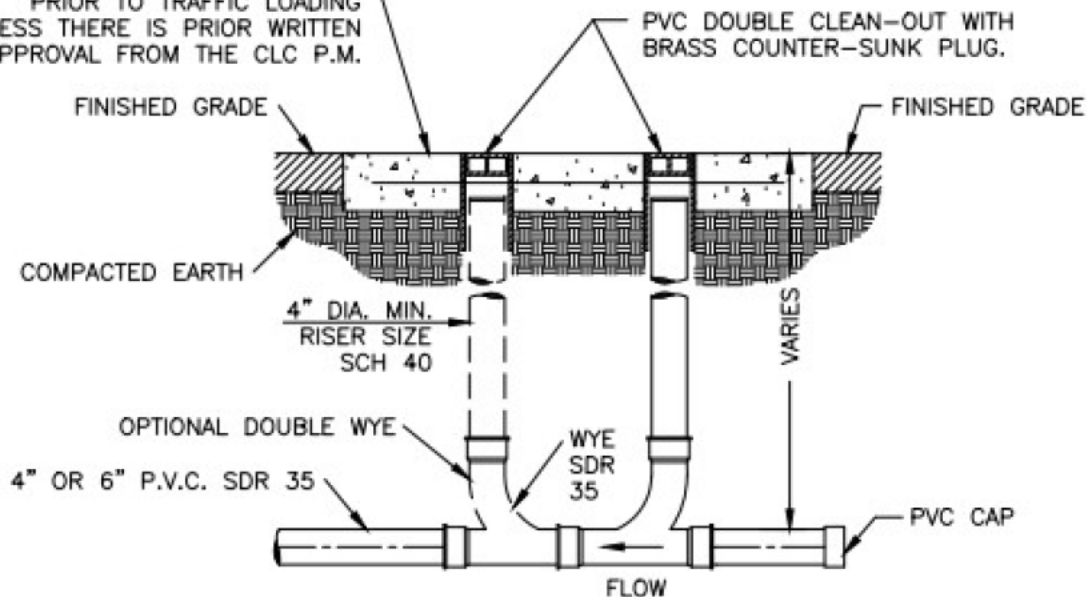 PRIOR TO TRAFFIC LOADING
ESS THERE IS PRIOR WRITTEN
PPROVAL FROM THE CLC P.M.
PVC DOUBLE CLEAN-OUT WITH
BRASS COUNTER-SUNK PLUG.
FINISHED GRADE
FINISHED GRADE
COMPACTED EARTH
4" DIA. MIN.
RISER SIZE
SCH 40
VARIES
OPTIONAL DOUBLE WYE
WYE
SDR
35
4" OR 6" P.V.C. SDR 35
PVC CAP
FLOW